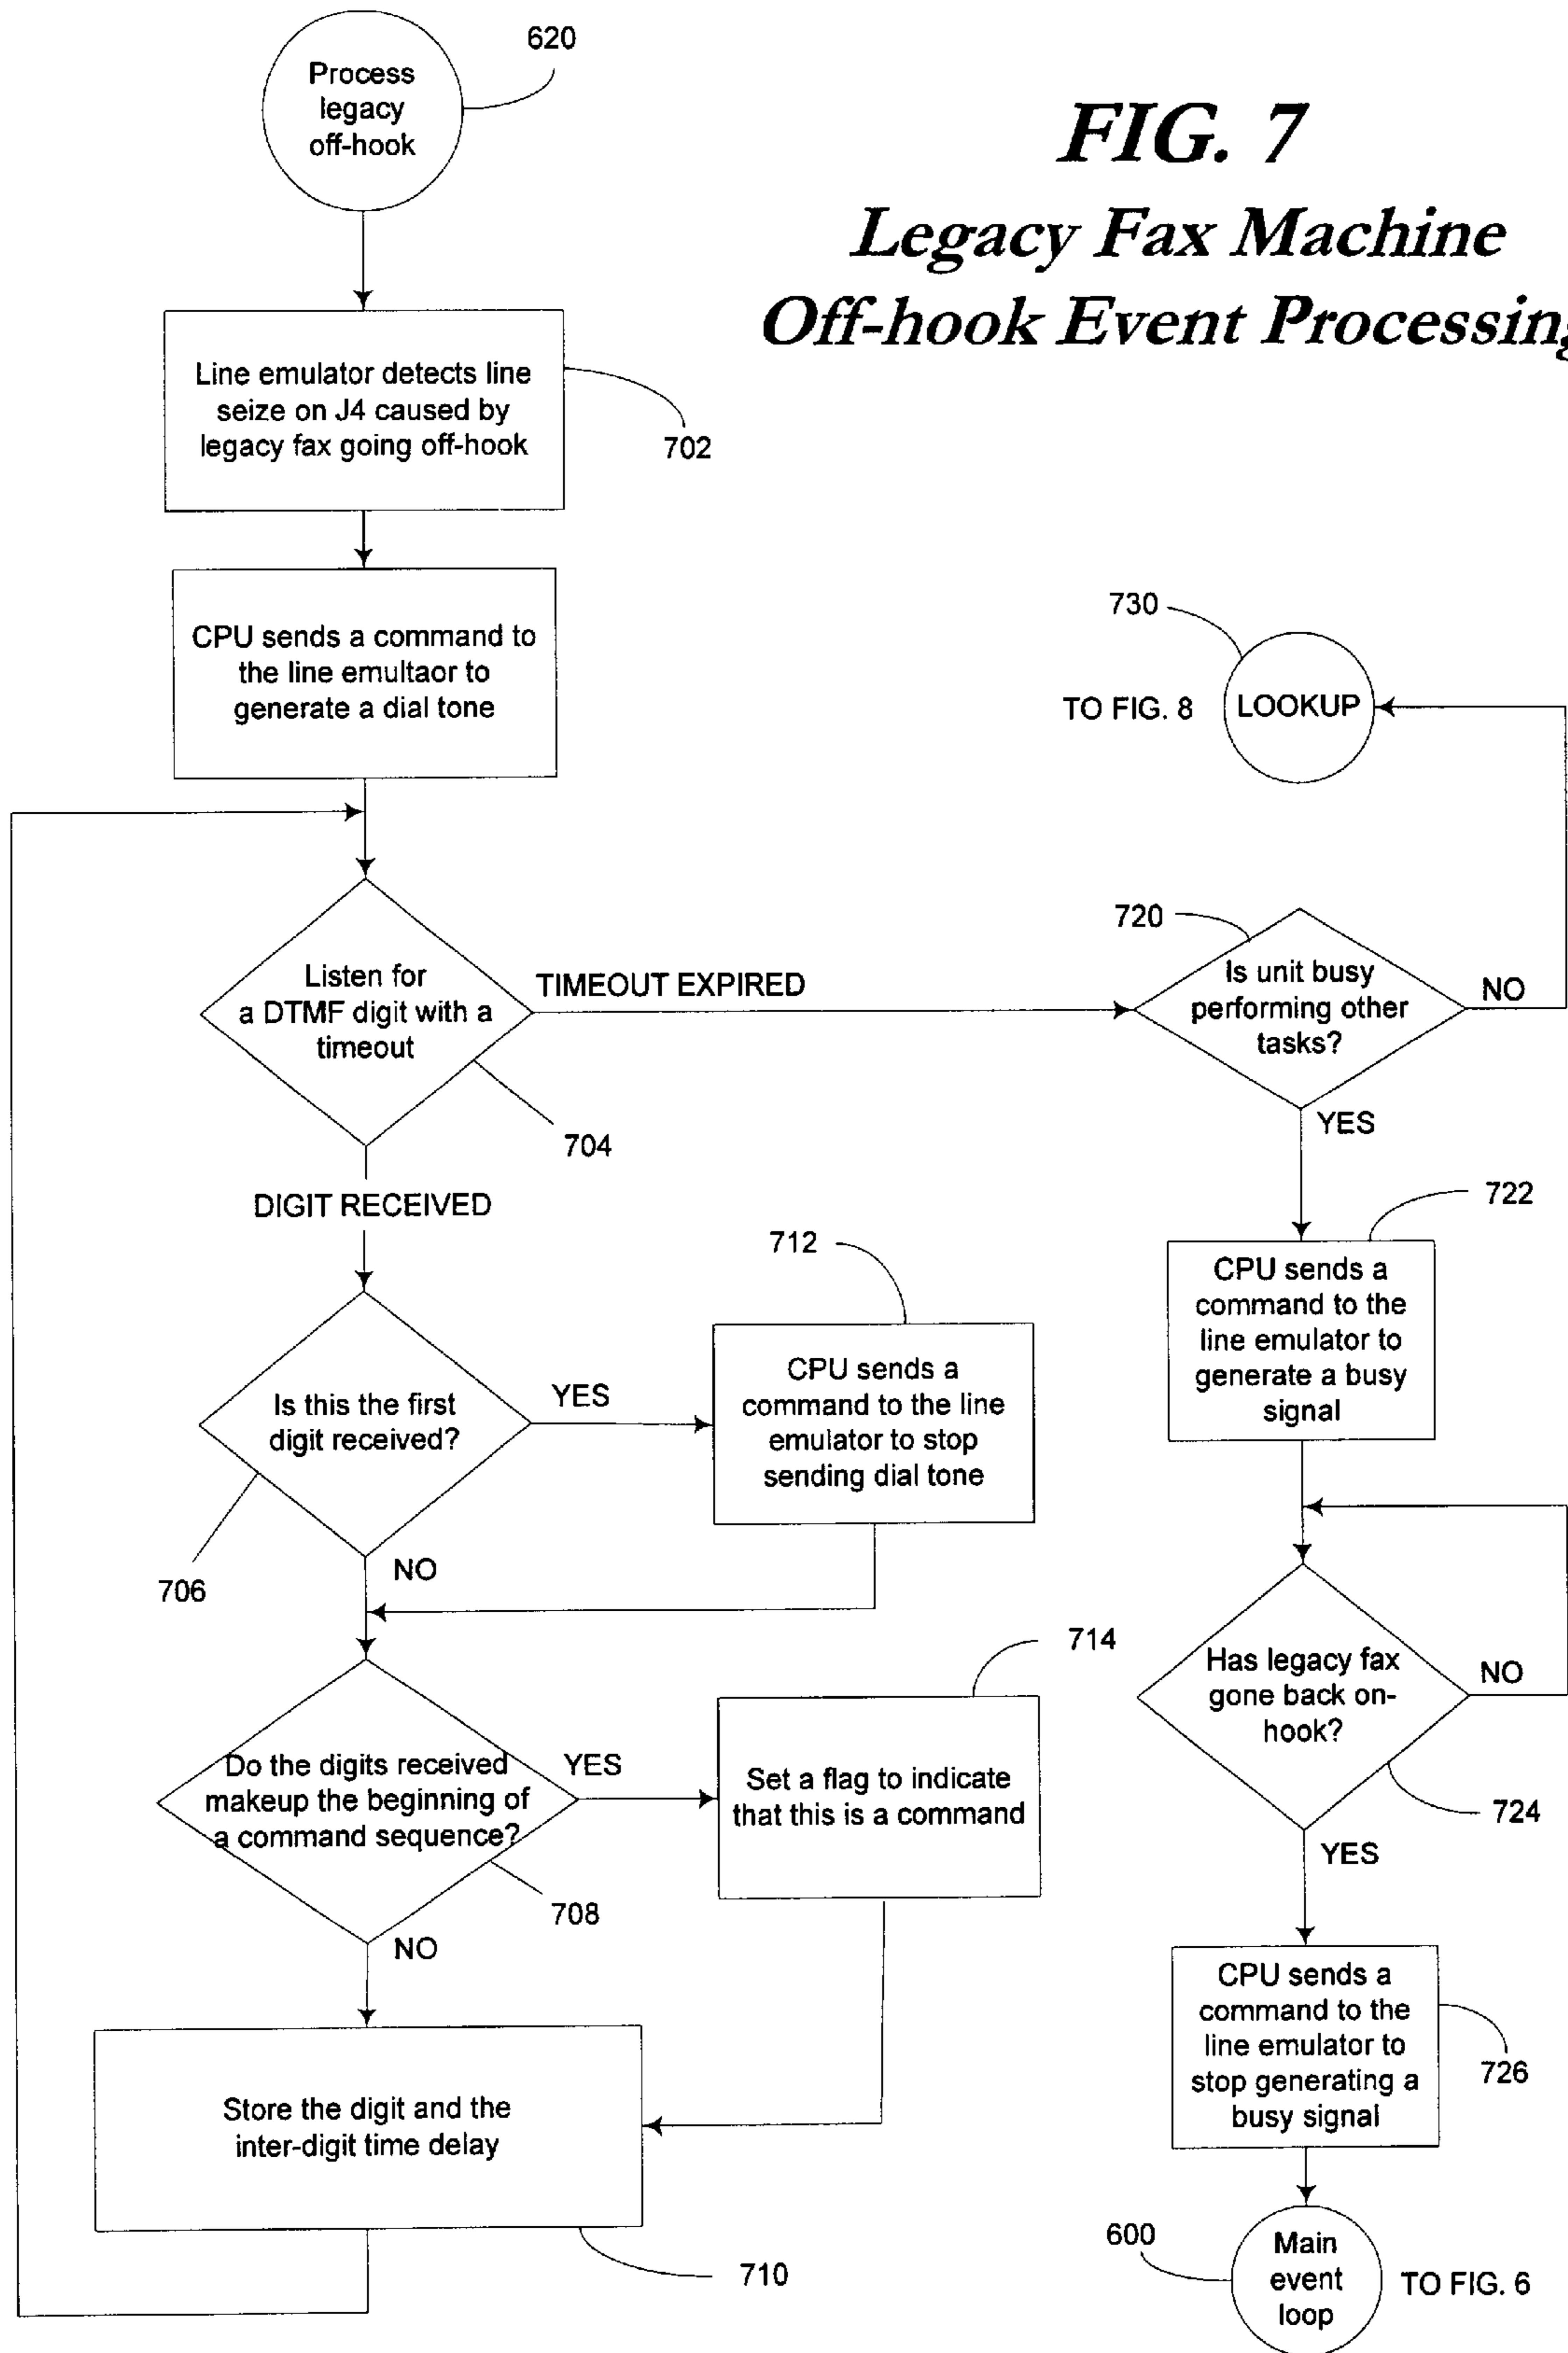 620
Process
legacy
off-hook
FIG. 7
Legacy Fax Machine
Off-hook Event Processing
Line emulator detects line
seize on J4 caused by
legacy fax going off-hook
702
CPU sends a command to
the line emultaor to
generate a dial tone
730
TO FIG. 8
LOOKUP
Listen for
a DTMF digit with a
timeout
TIMEOUT EXPIRED
704
720
Is unit busy
performing other
tasks?
NO
YES
DIGIT RECEIVED
722
CPU sends a
command to the
line emulator to
generate a busy
signal
712
Is this the first
digit received?
YES
CPU sends a
command to the line
emulator to stop
sending dial tone
706
NO
714
Has legacy fax
gone back on-
hook?
NO
724
YES
Do the digits received
makeup the beginning of
a command sequence?
YES
Set a flag to indicate
that this is a command
708
NO
CPU sends a
command to the
line emulator to
stop generating a
busy signal
726
Store the digit and the
inter-digit time delay
710
600
Main
event
loop
TO FIG. 6